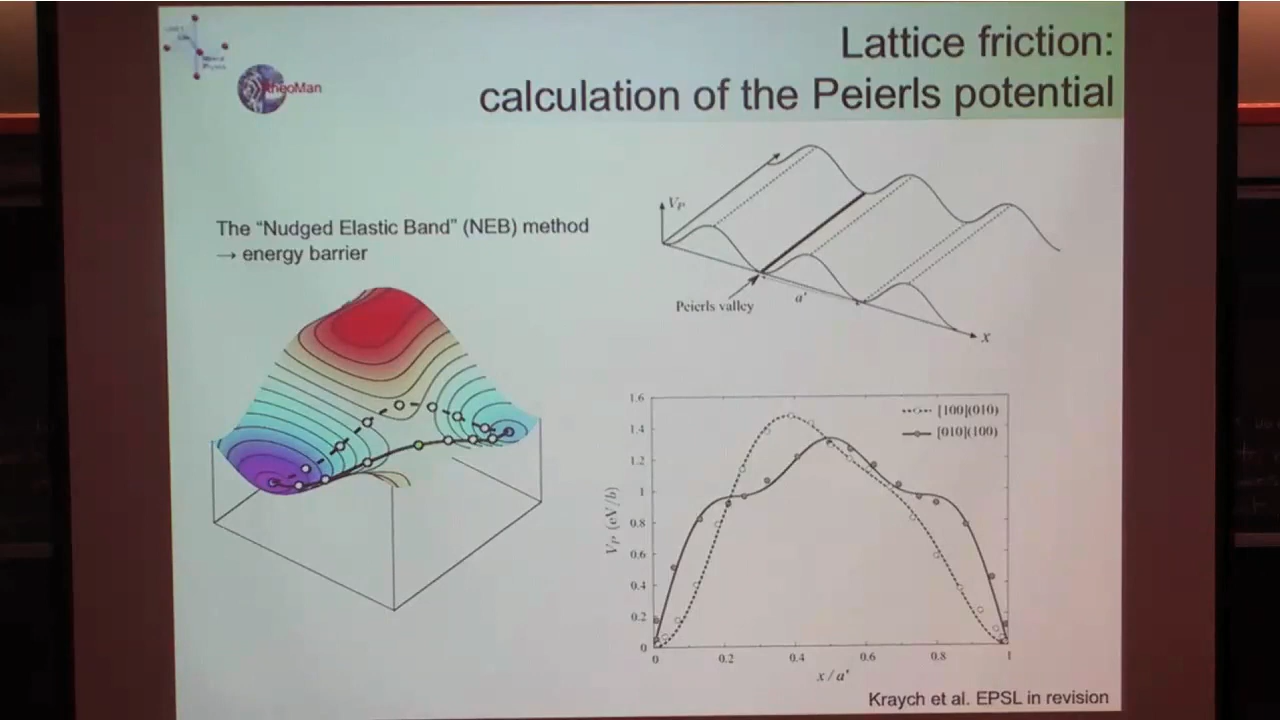 Lattice friction:
calculation of the Peierls potential
RheoMan
The "Nudged Elastic Band" (NEB) method
→ energy barrier
V_P
Peierls valley
a'
x
1.6
1.4
1.2
1
0.8
0.6
0.4
0.2
0
V_P (eV/b)
[100](010)
[010](100)
0 0.2 0.4 0.6 0.8 1
x / a'
Kraych et al. EPSL in revision